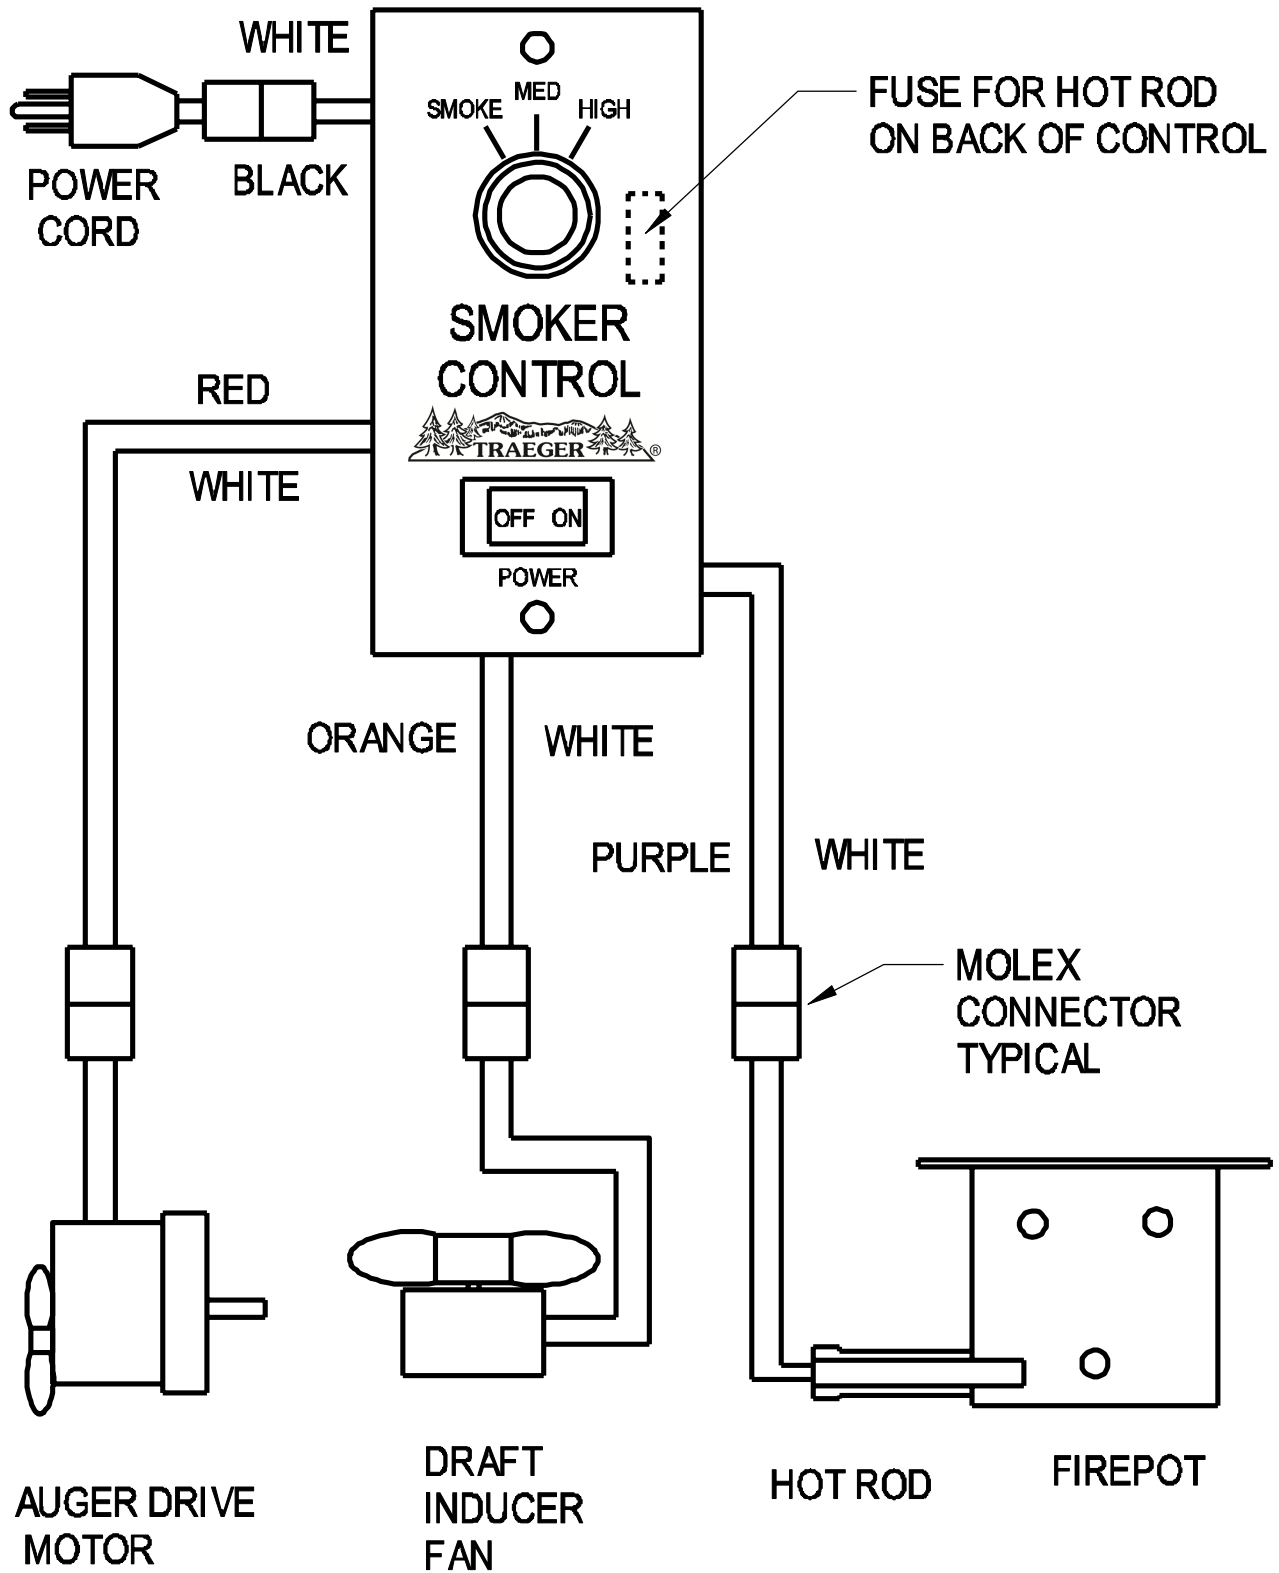 WHITE
BLACK
POWER
CORD
SMOKE
MED
HIGH
FUSE FOR HOT ROD
ON BACK OF CONTROL
SMOKER
CONTROL
TRAEGER®
OFF ON
POWER
RED
WHITE
ORANGE
WHITE
PURPLE
WHITE
MOLEX
CONNECTOR
TYPICAL
AUGER DRIVE
MOTOR
DRAFT
INDUCER
FAN
HOT ROD
FIREPOT